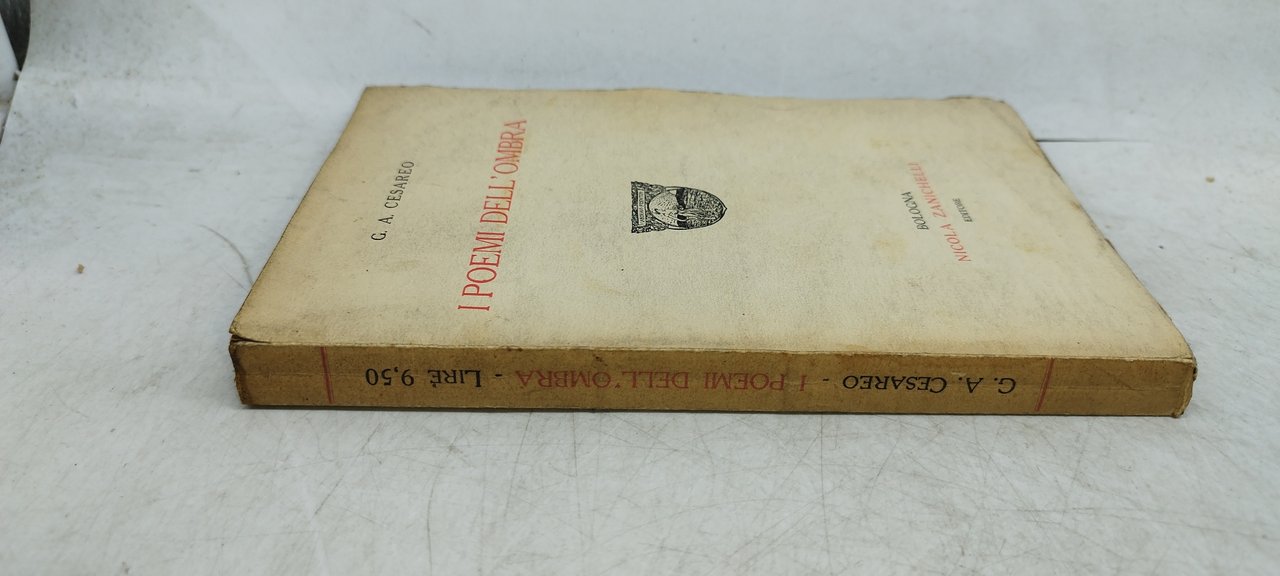 G. A. CESAREO
I POEMI DELL'OMBRA
BOLOGNA
NICOLA ZANICHELLI
EDITORE
G. A. CESAREO - I POEMI DELL'OMBRA - LIRE 9,50